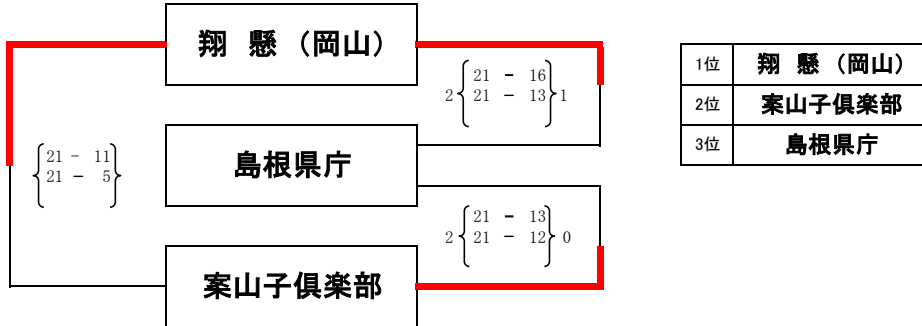 翔 懸 (岡山)
21 - 16
2 21 - 13 1
島根県庁
21 - 11
21 - 5
21 - 13
2 21 - 12 0
案山子倶楽部
1位 翔 懸 (岡山)
2位 案山子倶楽部
3位 島根県庁